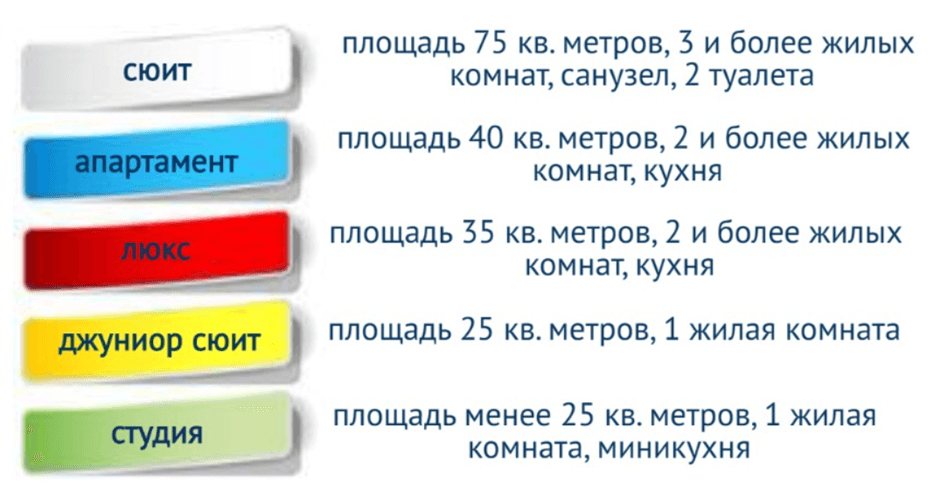 сюит
площадь 75 кв. метров, 3 и более жилых
комнат, санузел, 2 туалета
апартамент
площадь 40 кв. метров, 2 и более жилых
комнат, кухня
люкс
площадь 35 кв. метров, 2 и более жилых
комнат, кухня
джуниор сюит
площадь 25 кв. метров, 1 жилая комната
студия
площадь менее 25 кв. метров, 1 жилая
комната, миникухня